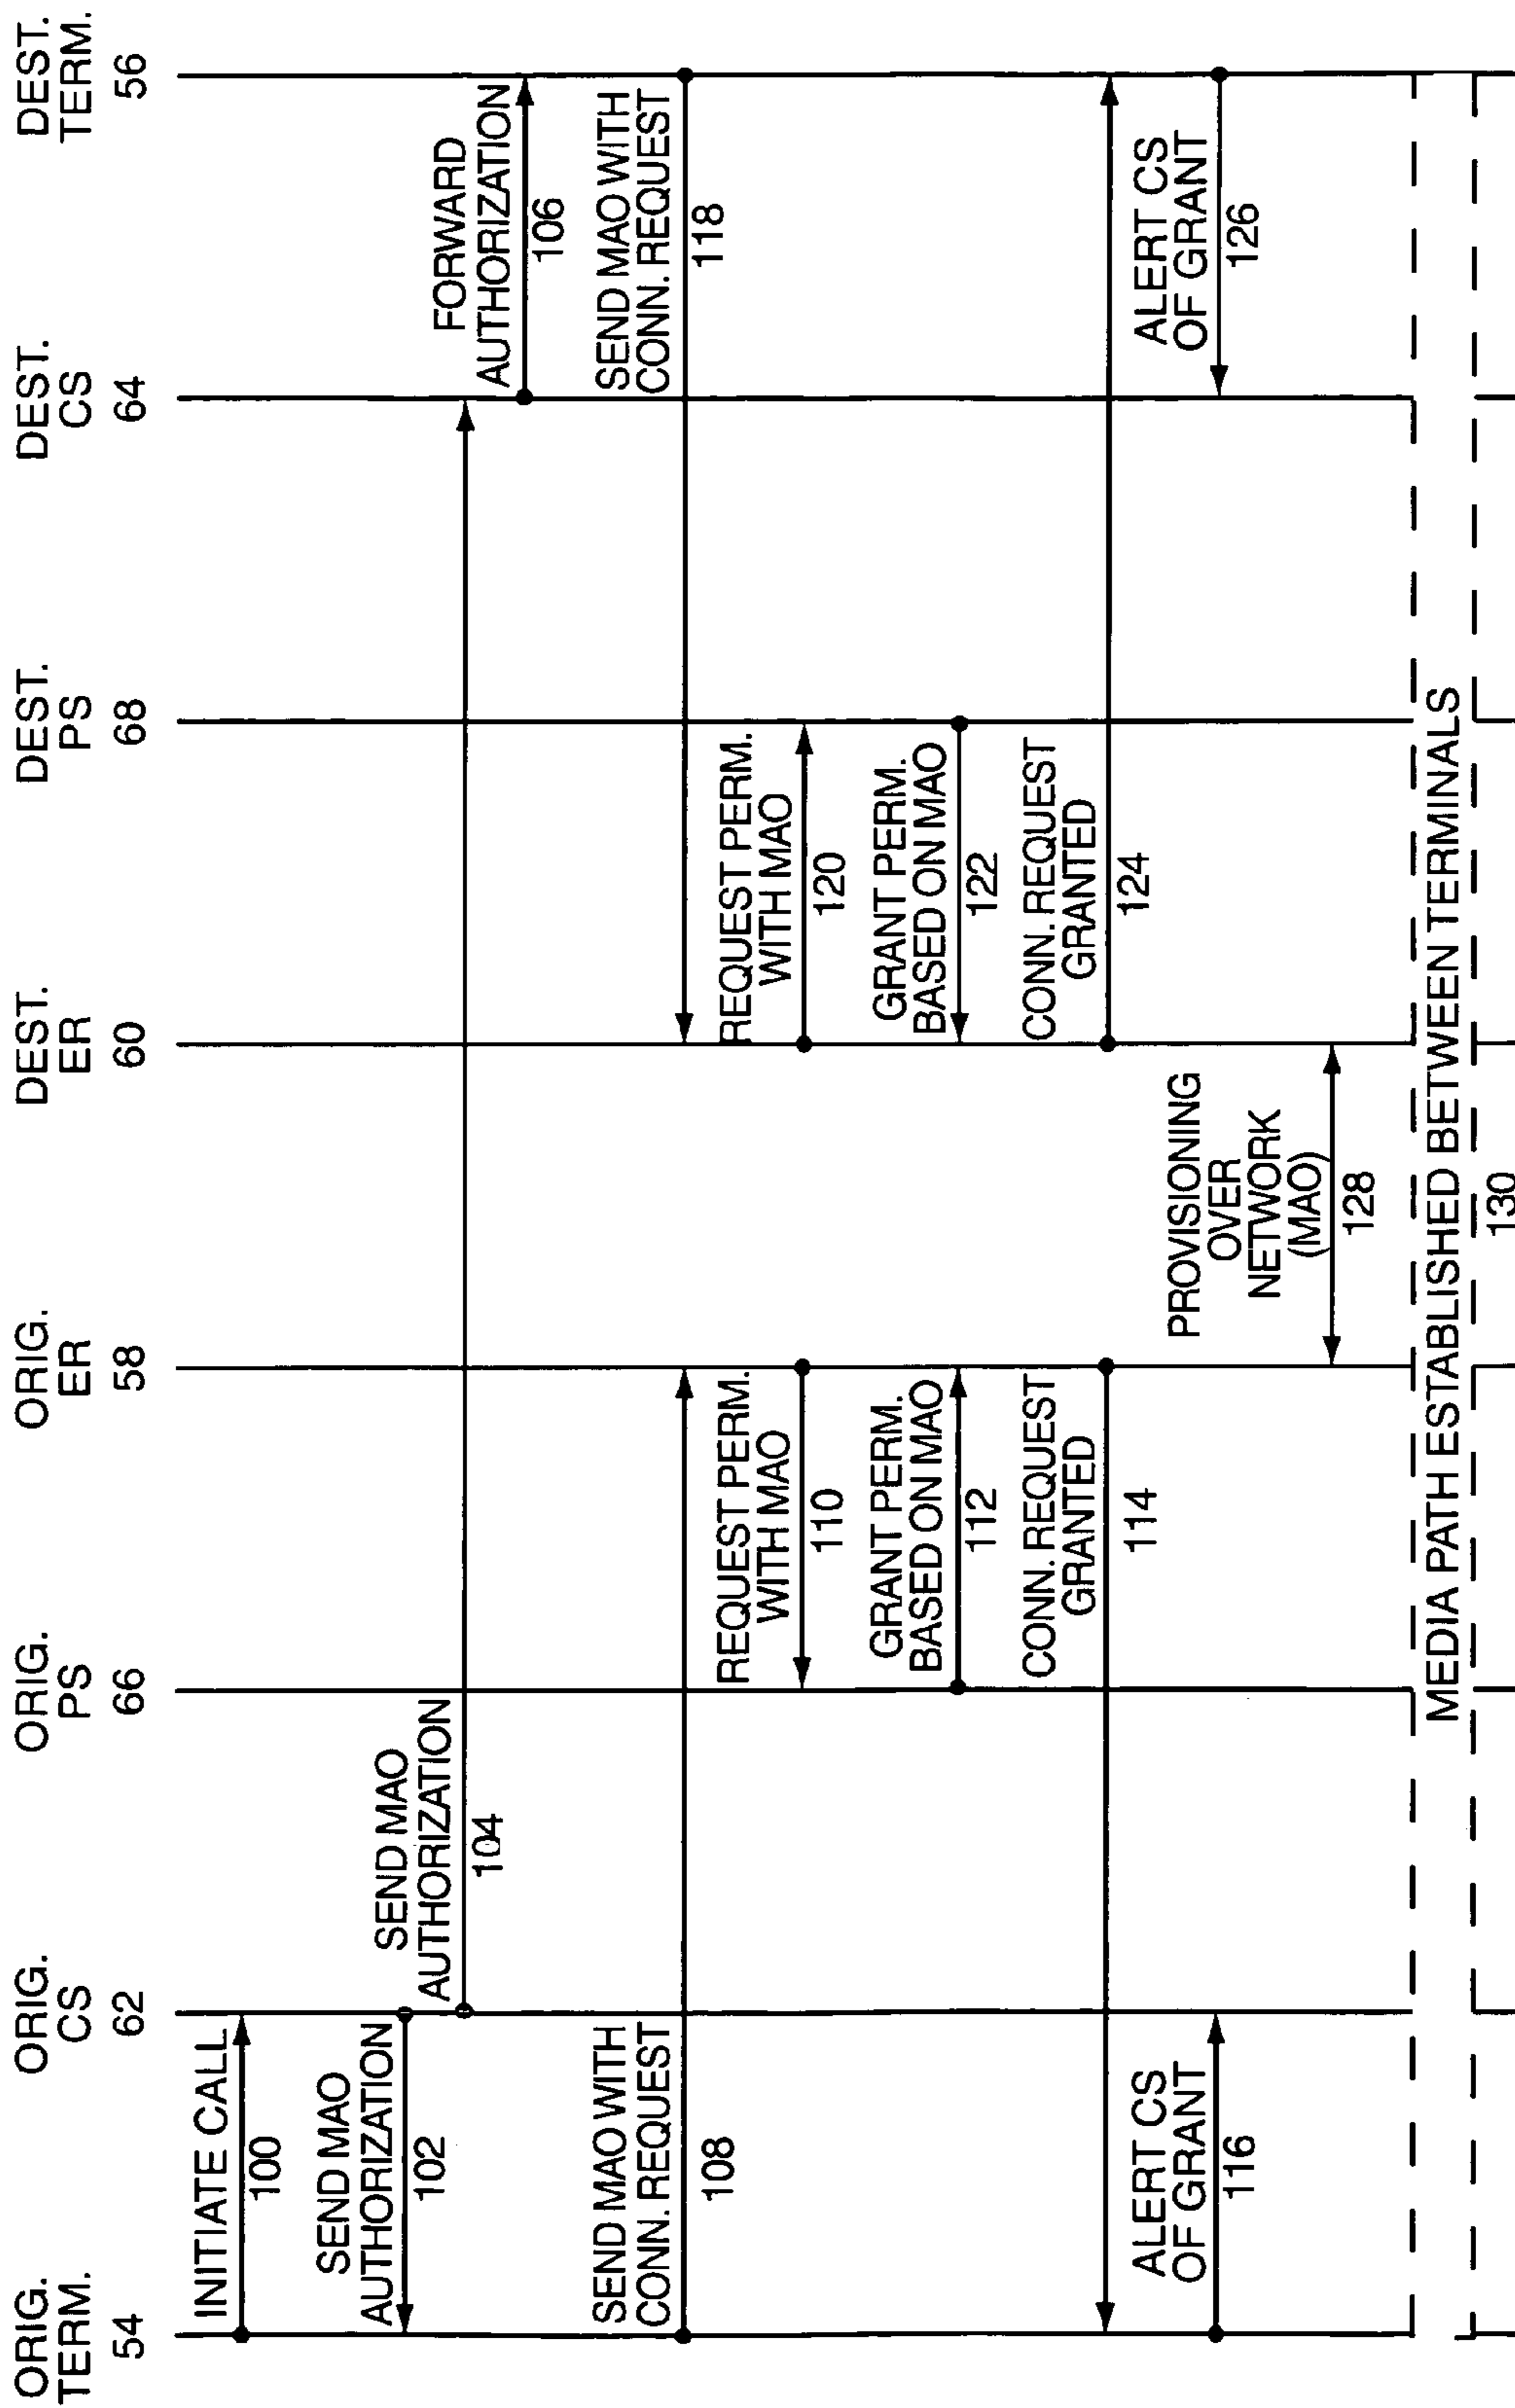 ORIG.
TERM.
54
ORIG.
CS
62
ORIG.
PS
66
ORIG.
ER
58
DEST.
ER
60
DEST.
PS
68
DEST.
CS
64
DEST.
TERM.
56
INITIATE CALL
100
SEND MAO
AUTHORIZATION
102
SEND MAO
AUTHORIZATION
104
FORWARD
AUTHORIZATION
106
SEND MAO WITH
CONN. REQUEST
108
SEND MAO WITH
CONN. REQUEST
118
REQUEST PERM.
WITH MAO
110
REQUEST PERM.
WITH MAO
120
GRANT PERM.
BASED ON MAO
112
GRANT PERM.
BASED ON MAO
122
CONN. REQUEST
GRANTED
114
CONN. REQUEST
GRANTED
124
ALERT CS
OF GRANT
116
ALERT CS
OF GRANT
126
PROVISIONING
OVER
NETWORK
(MAO)
128
MEDIA PATH ESTABLISHED BETWEEN TERMINALS
130